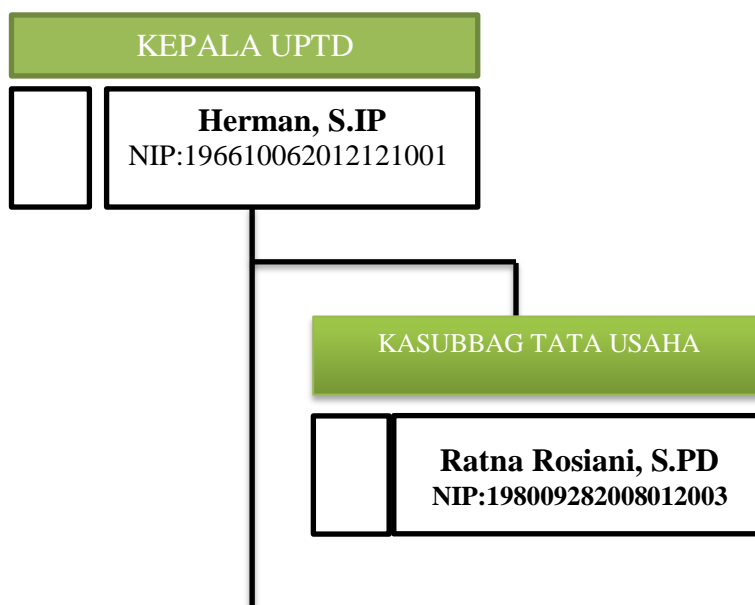 KEPALA UPTD
Herman, S.IP
NIP:196610062012121001
KASUBBAG TATA USAHA
Ratna Rosiani, S.PD
NIP:198009282008012003